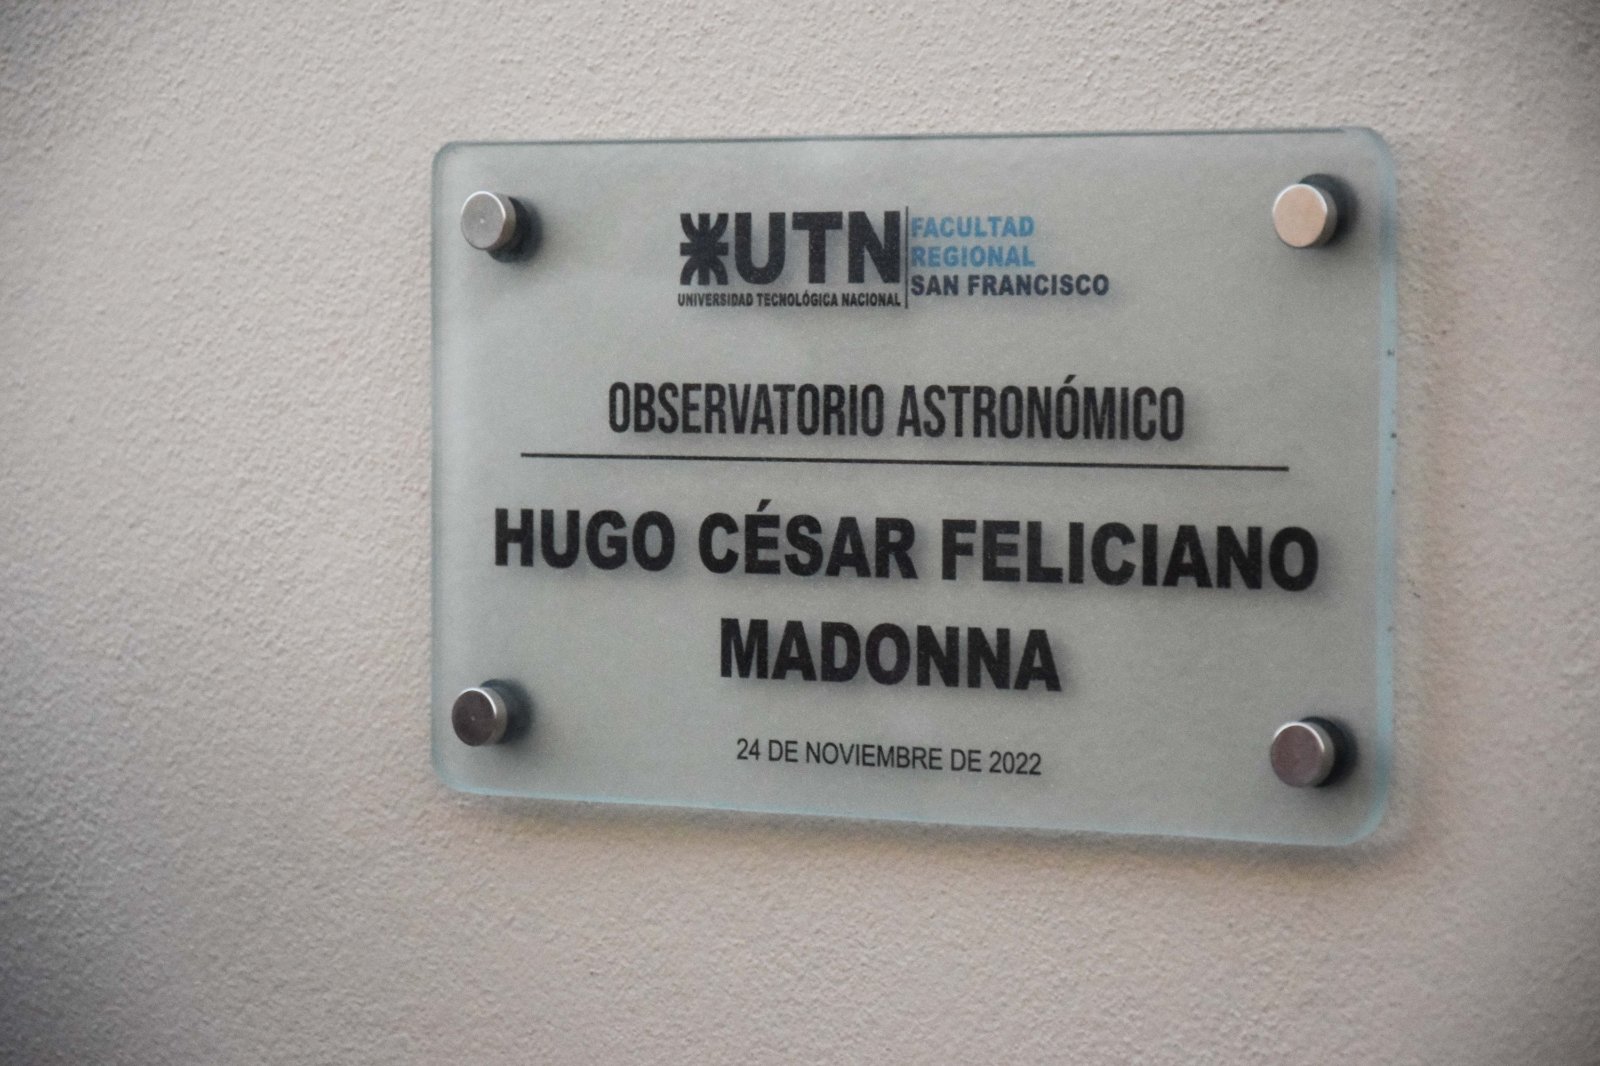 UTN
UNIVERSIDAD TECNOLÓGICA NACIONAL
FACULTAD
REGIONAL
SAN FRANCISCO
OBSERVATORIO ASTRONÓMICO
HUGO CÉSAR FELICIANO
MADONNA
24 DE NOVIEMBRE DE 2022